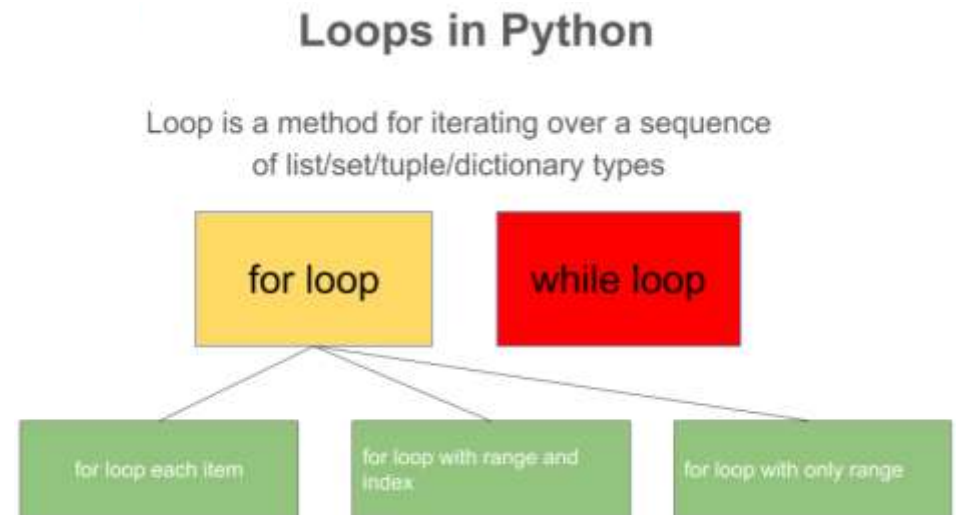 Loops in Python
Loop is a method for iterating over a sequence
of list/set/tuple/dictionary types
for loop
while loop
for loop each item
for loop with range and
index
for loop with only range